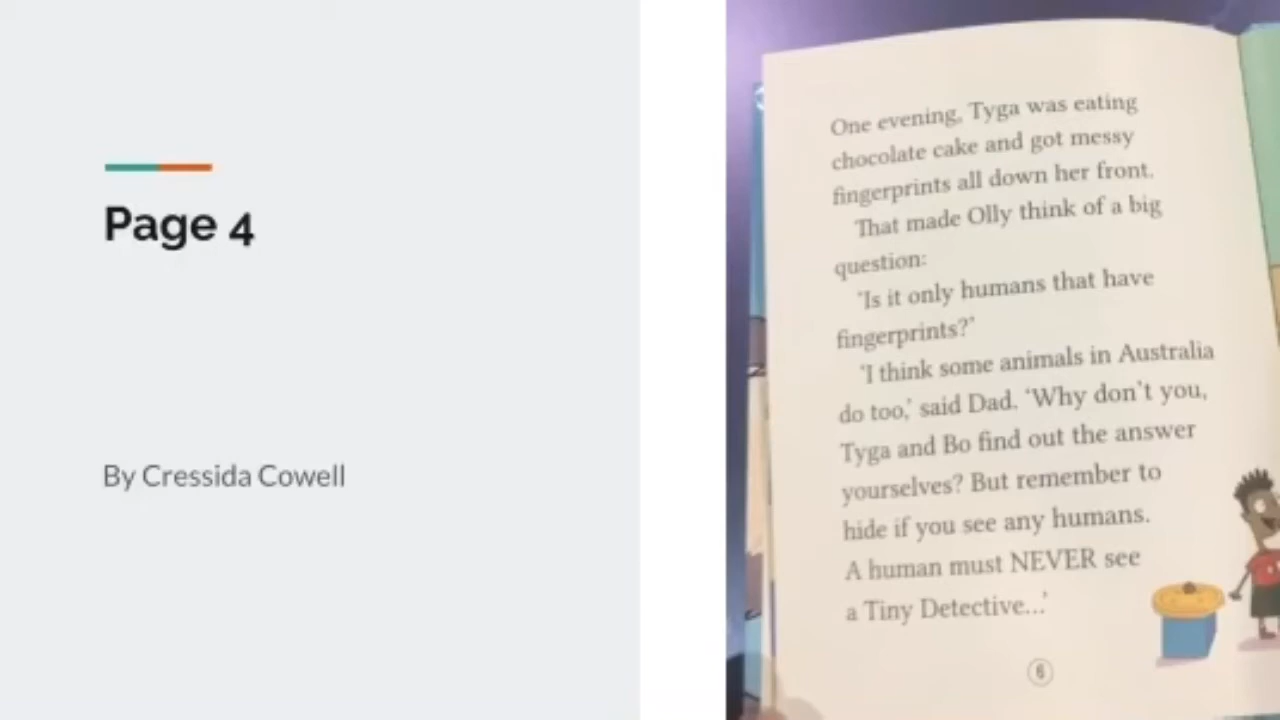 Page 4
By Cressida Cowell
One evening, Tyga was eating
chocolate cake and got messy
fingerprints all down her front.
That made Olly think of a big
question:
‘Is it only humans that have
fingerprints?’
‘I think some animals in Australia
do too,’ said Dad. ‘Why don’t you,
Tyga and Bo find out the answer
yourselves? But remember to
hide if you see any humans.
A human must NEVER see
a Tiny Detective...’
6